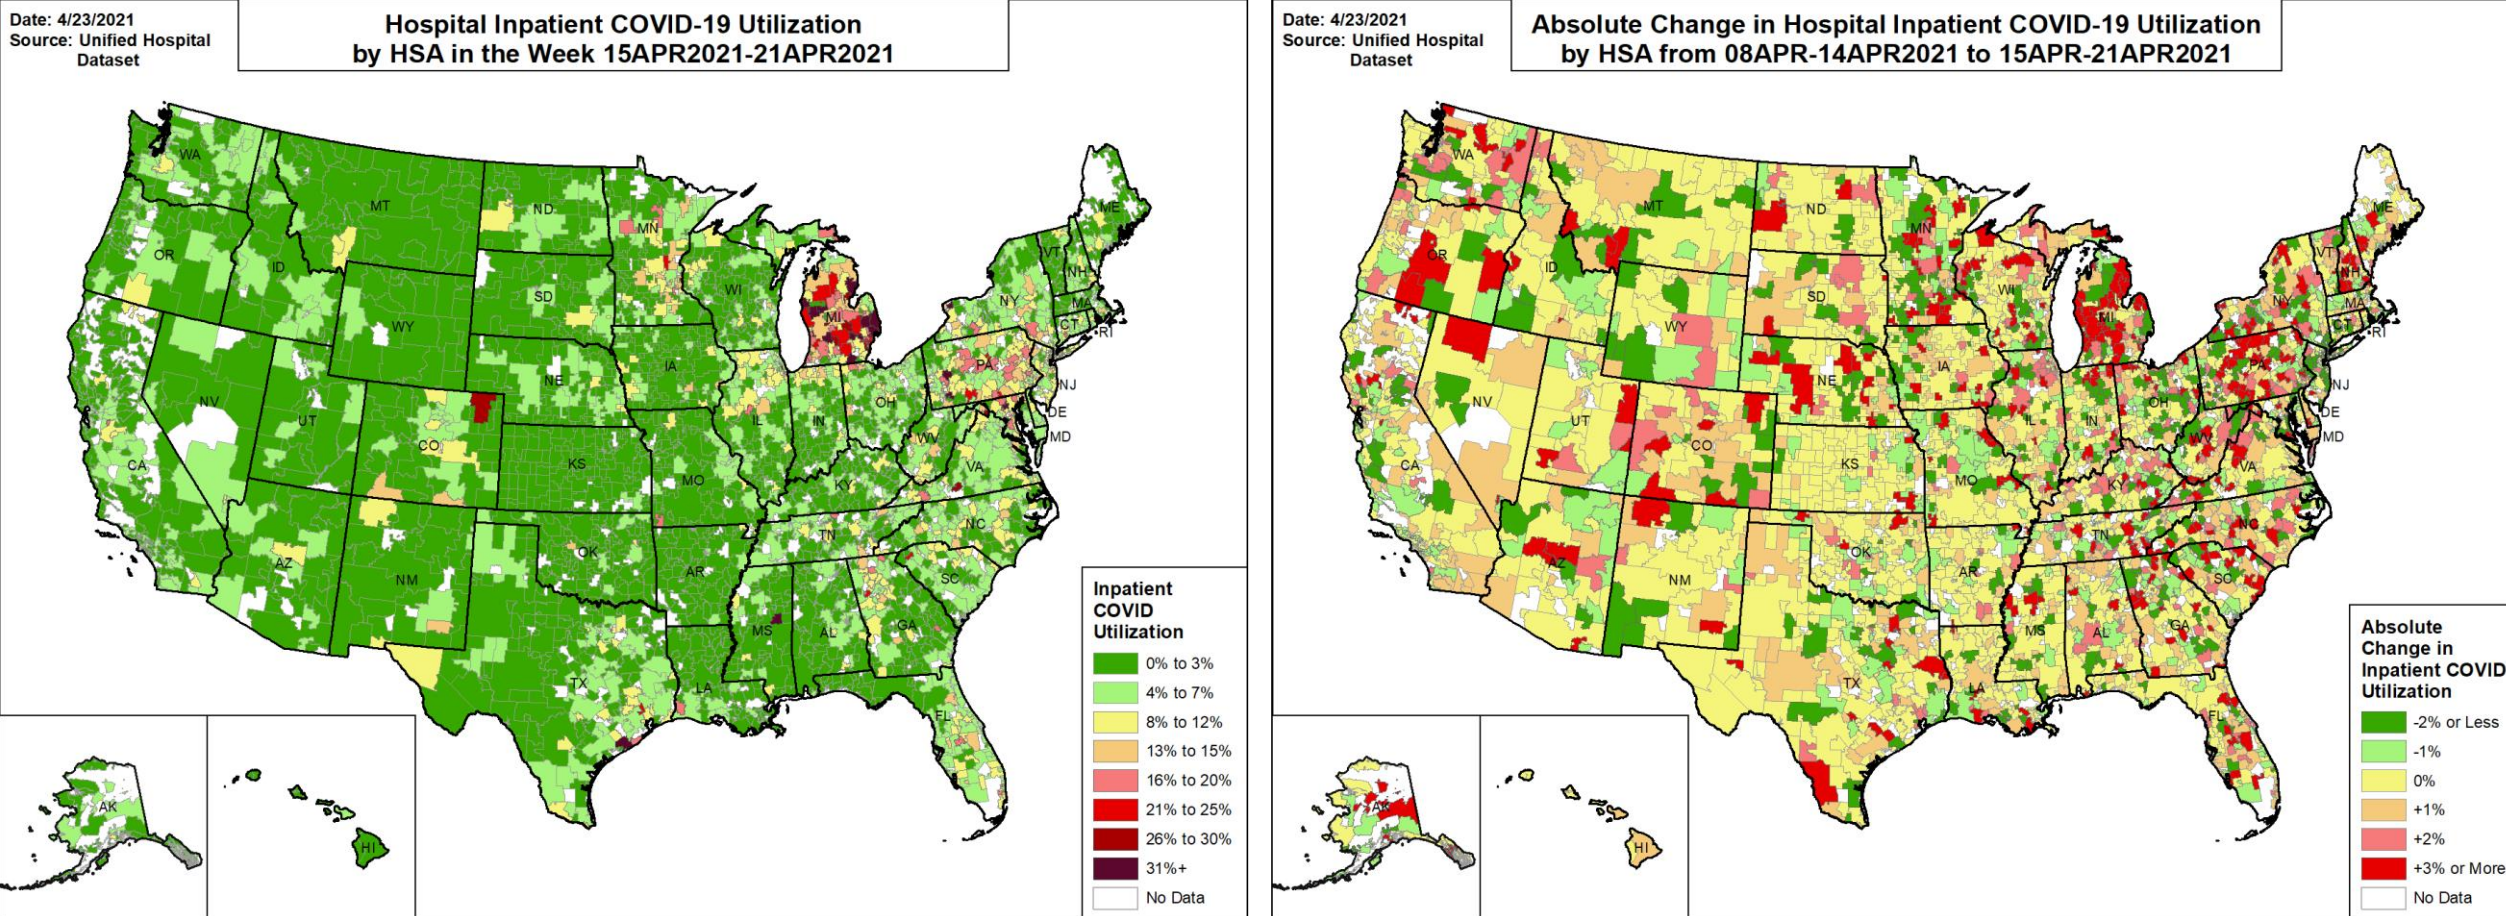 Date: 4/23/2021
Source: Unified Hospital
Dataset
Hospital Inpatient COVID-19 Utilization
by HSA in the Week 15APR2021-21APR2021
WA
MT
ND
MN
ME
OR
ID
SD
WI
VT
NH
NY
MA
CT
RI
WY
MI
IA
NE
PA
NJ
NV
UT
CO
IL
IN
OH
DE
MD
WV
CA
KS
MO
KY
VA
AZ
NM
OK
TN
NC
AR
SC
MS
AL
GA
TX
LA
FL
AK
HI
Inpatient
COVID
Utilization
0% to 3%
4% to 7%
8% to 12%
13% to 15%
16% to 20%
21% to 25%
26% to 30%
31%+
No Data
Date: 4/23/2021
Source: Unified Hospital
Dataset
Absolute Change in Hospital Inpatient COVID-19 Utilization
by HSA from 08APR-14APR2021 to 15APR-21APR2021
WA
MT
ND
MN
ME
OR
ID
SD
WI
VT
NH
NY
MA
CT
RI
WY
MI
IA
NE
PA
NJ
NV
UT
CO
IL
IN
OH
DE
MD
WV
CA
KS
MO
KY
VA
AZ
NM
OK
TN
NC
AR
SC
MS
AL
GA
TX
LA
FL
AK
HI
Absolute
Change in
Inpatient COVID
Utilization
-2% or Less
-1%
0%
+1%
+2%
+3% or More
No Data